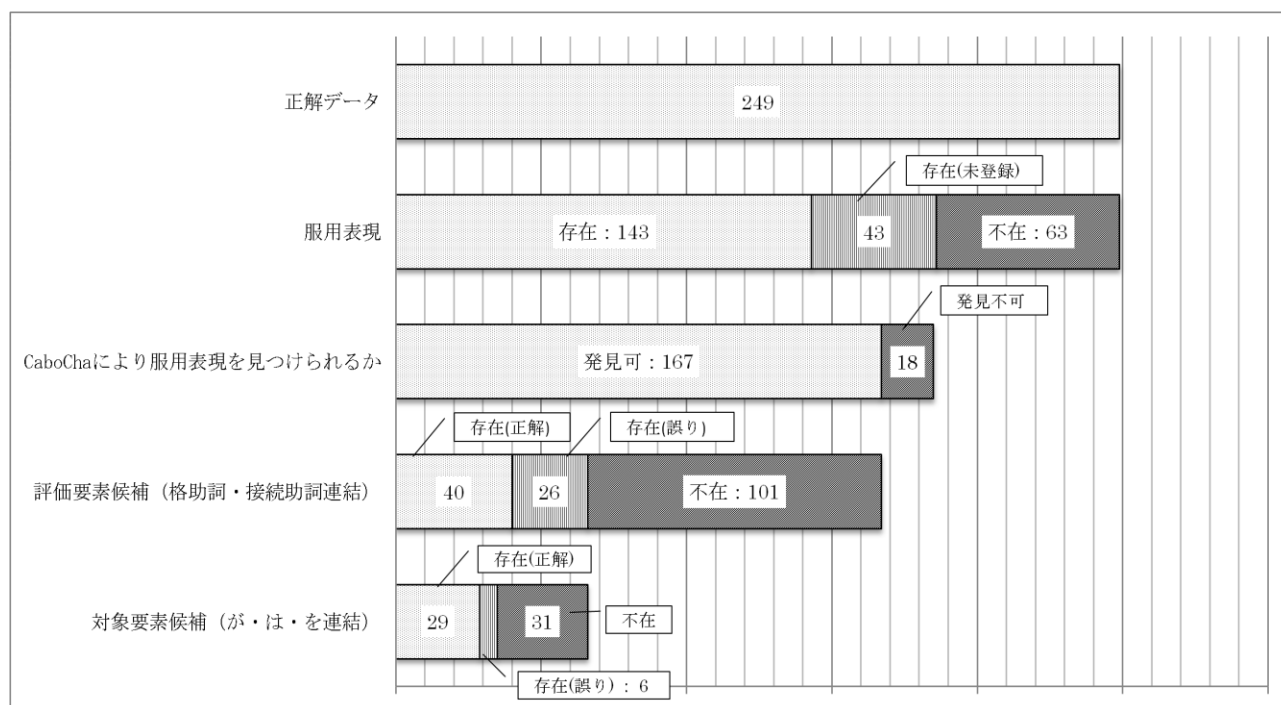 正解データ
249
存在(未登録)
服用表現
存在：143
43
不在：63
発見不可
CaboChaにより服用表現を見つけられるか
発見可：167
18
存在(正解)
存在(誤り)
評価要素候補（格助詞・接続助詞連結）
40
26
不在：101
存在(正解)
対象要素候補（が・は・を連結）
29
31
不在
存在(誤り)：6